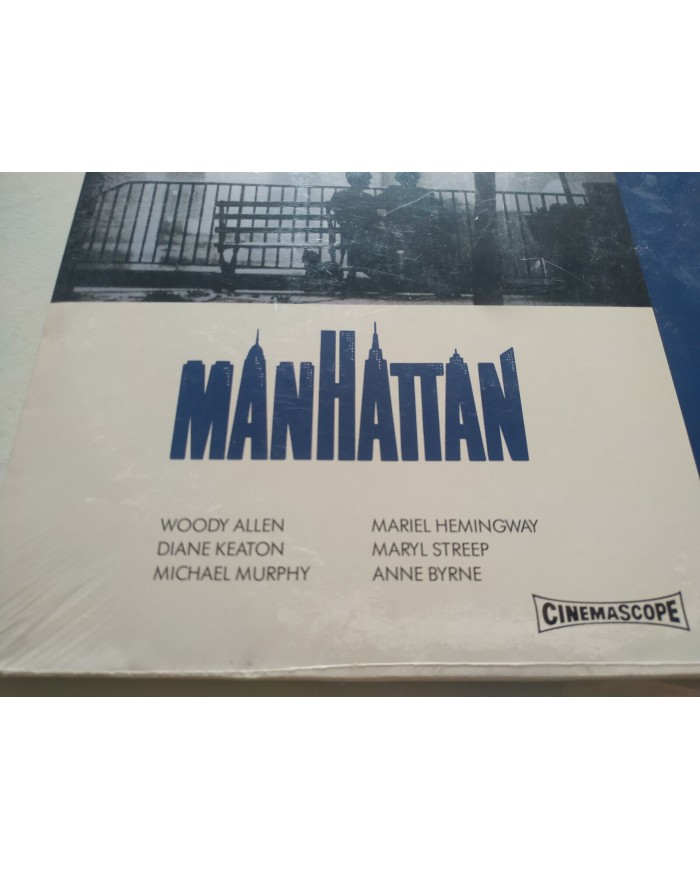 MANHATTAN
WOODY ALLEN
DIANE KEATON
MICHAEL MURPHY
MARIEL HEMINGWAY
MARYL STREEP
ANNE BYRNE
CINEMASCOPE